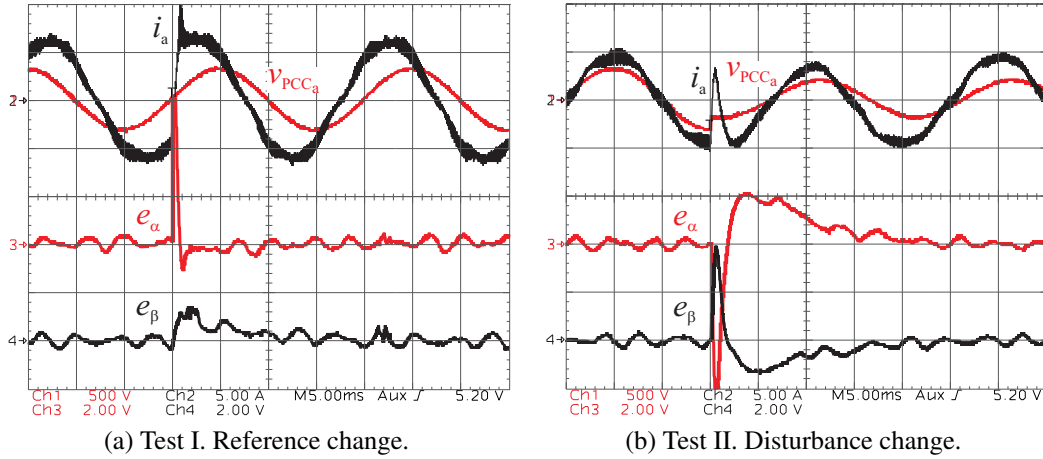 i_a
v_PCC_a
2
3
e_α
e_β
4
Ch1 500 V Ch2 5.00 A M5.00ms Aux ʃ 5.20 V
Ch3 2.00 V Ch4 2.00 V
(a) Test I. Reference change.
i_a
v_PCC_a
2
3
e_α
e_β
4
Ch1 500 V Ch2 5.00 A M5.00ms Aux ʃ 5.20 V
Ch3 2.00 V Ch4 2.00 V
(b) Test II. Disturbance change.